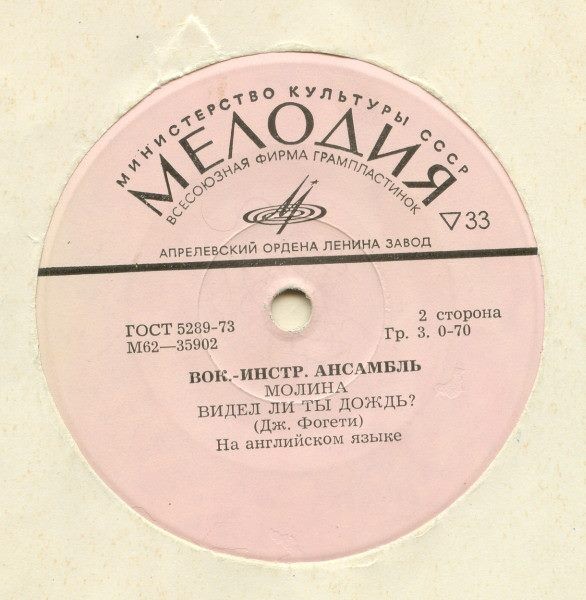 МИНИСТЕРСТВО КУЛЬТУРЫ СССР
МЕЛОДИЯ
ВСЕСОЮЗНАЯ ФИРМА ГРАМПЛАСТИНОК
▽33
АПРЕЛЕВСКИЙ ОРДЕНА ЛЕНИНА ЗАВОД
ГОСТ 5289-73
М62—35902
2 сторона
Гр. 3. 0-70
ВОК.-ИНСТР. АНСАМБЛЬ
МОЛИНА
ВИДЕЛ ЛИ ТЫ ДОЖДЬ?
(Дж. Фогети)
На английском языке